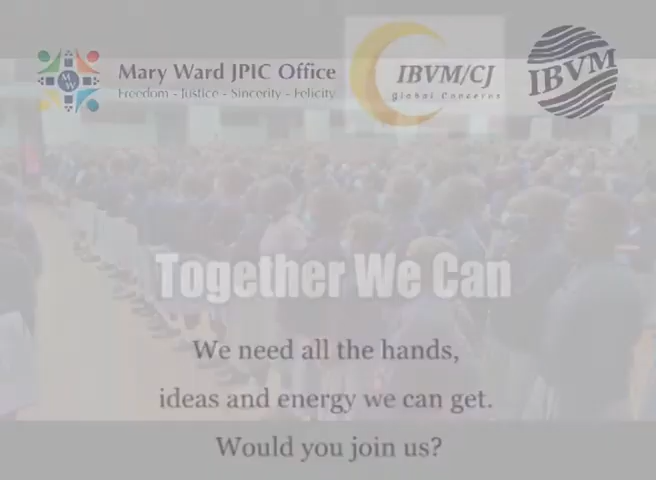 Mary Ward JPIC Office
Freedom - Justice - Sincerity - Felicity
IBVM/CJ
Global Concerns
IBVM
Together We Can
We need all the hands,
ideas and energy we can get.
Would you join us?